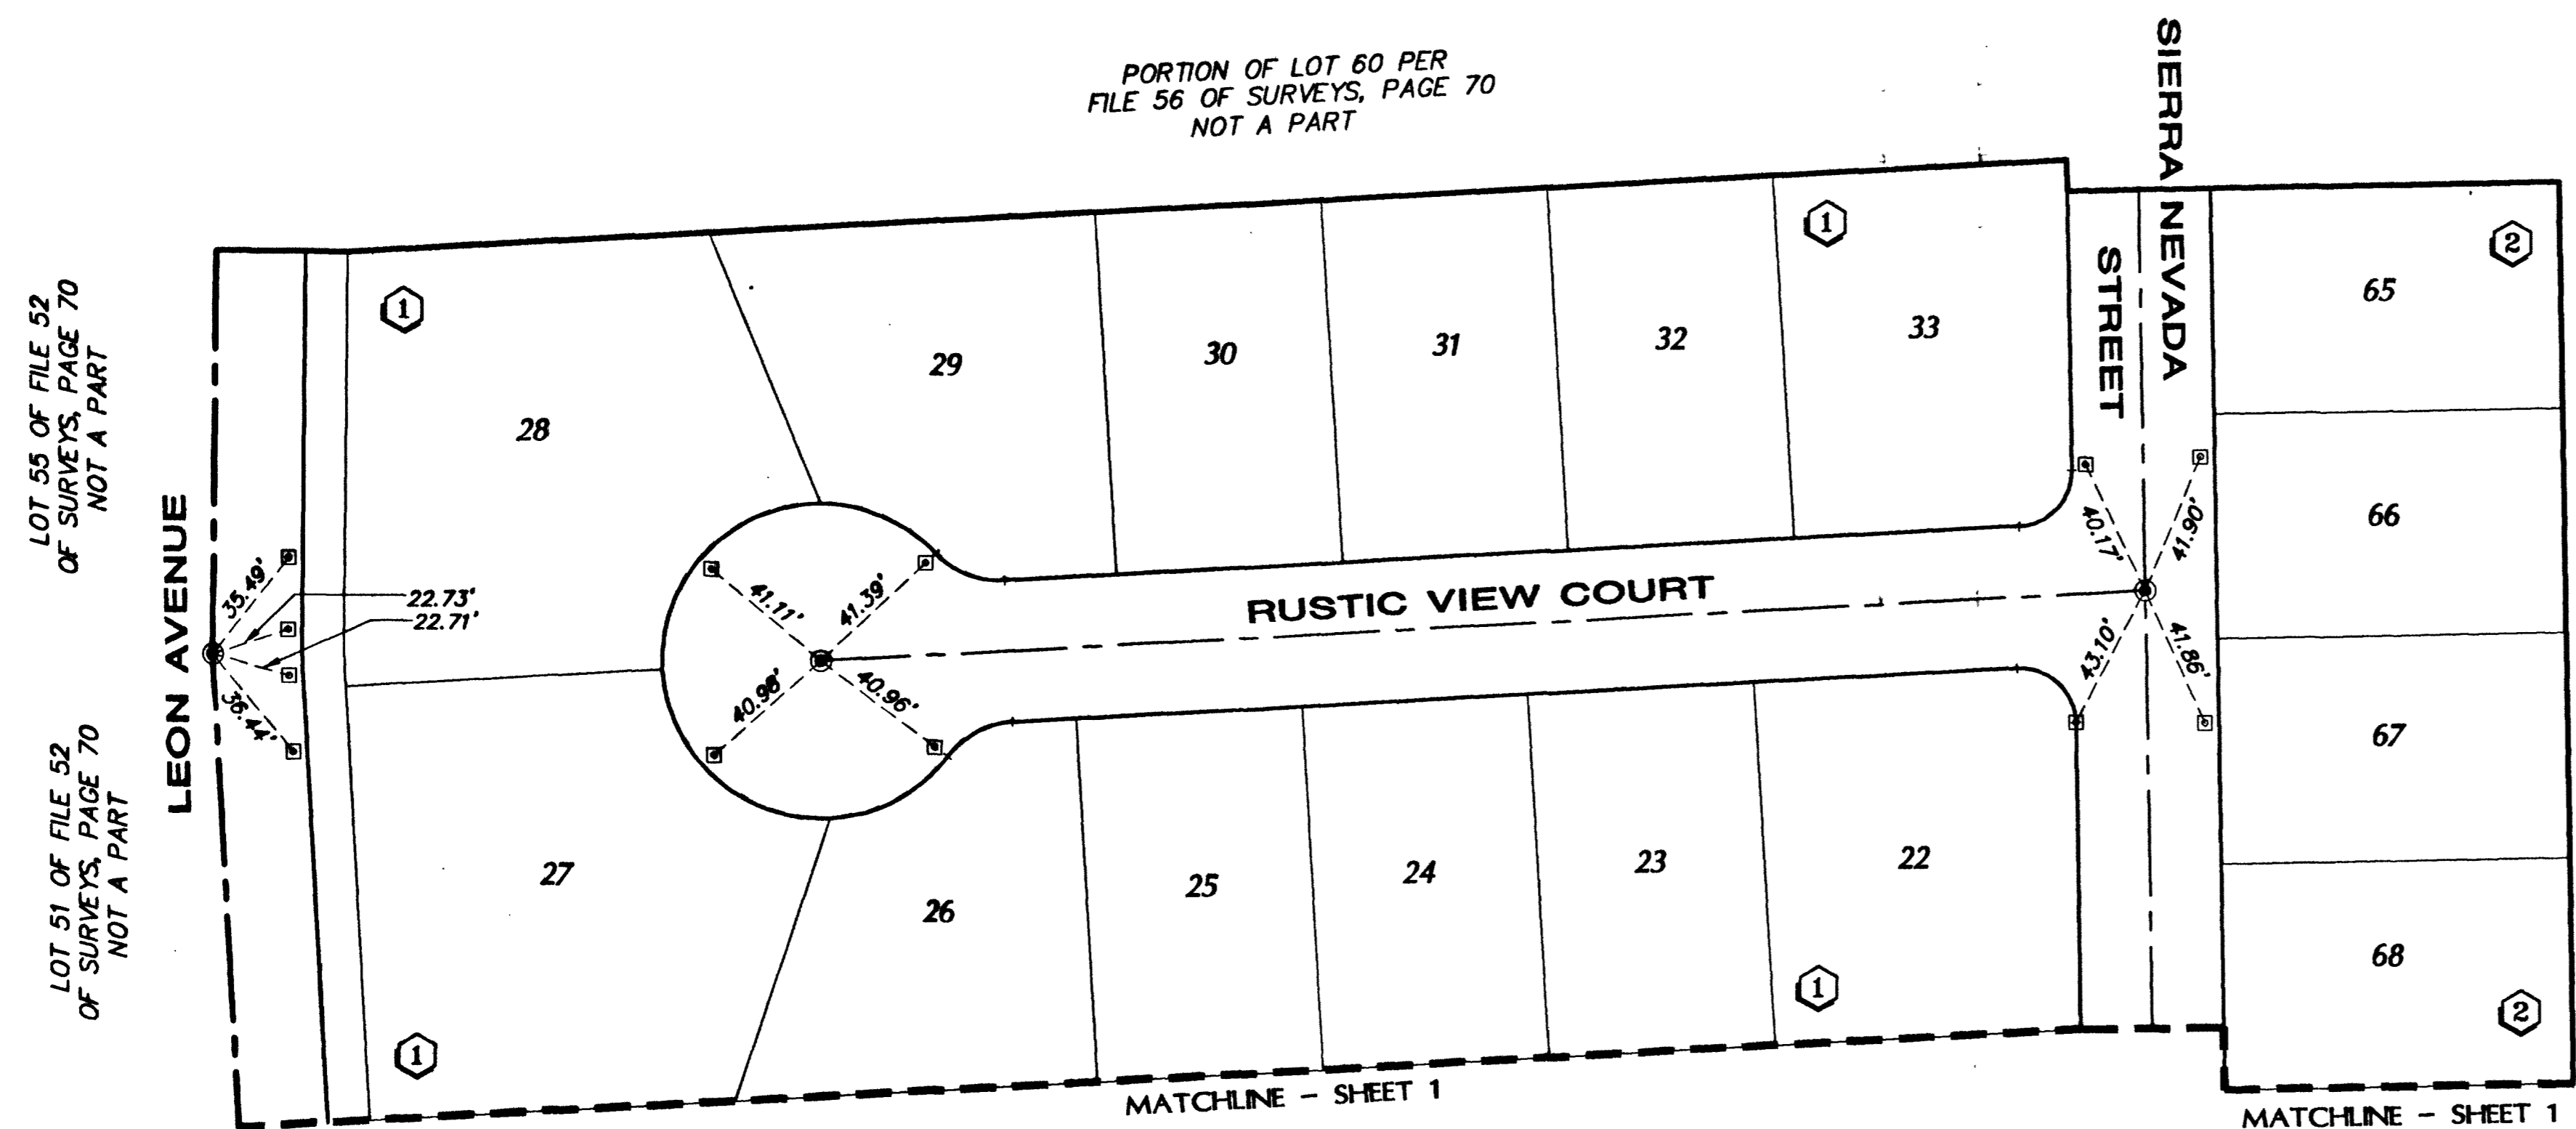 PORTION OF LOT 60 PER
FILE 56 OF SURVEYS, PAGE 70
NOT A PART
SIERRA NEVADA
STREET
LOT 55 OF FILE 52
OF SURVEYS, PAGE 70
NOT A PART
LEON AVENUE
LOT 51 OF FILE 52
OF SURVEYS, PAGE 70
NOT A PART
1
28
29
30
31
32
1
33
2
65
66
67
68
2
35.49'
22.73'
22.71'
36.44'
41.11'
41.39'
40.98'
40.96'
RUSTIC VIEW COURT
40.17'
41.90'
43.10'
41.86'
27
26
25
24
23
22
1
1
MATCHLINE - SHEET 1
MATCHLINE - SHEET 1